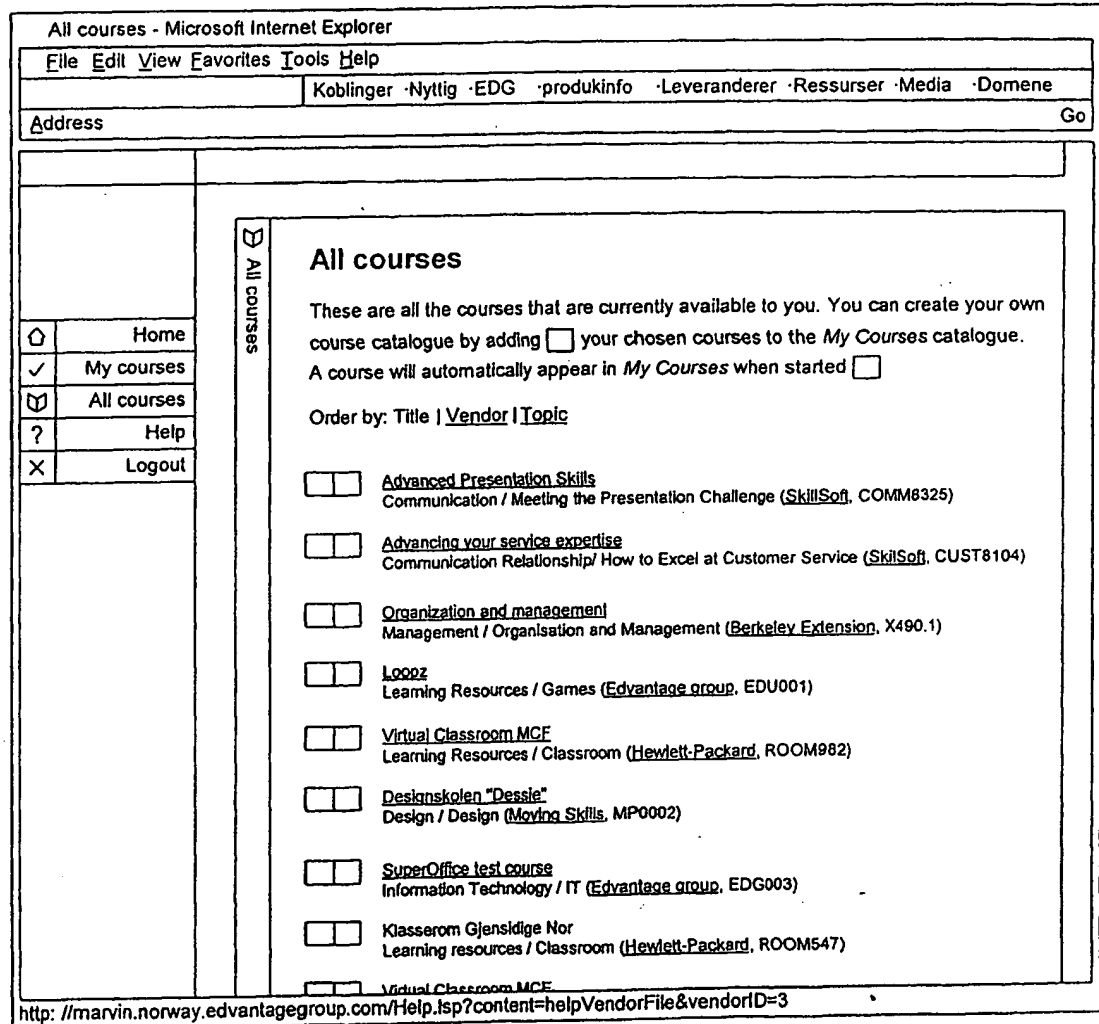 All courses - Microsoft Internet Explorer
File Edit View Favorites Tools Help
Koblinger ·Nyttig ·EDG ·produkinfo ·Leveranderer ·Ressurser ·Media ·Domene
Address Go
All courses
Home
My courses
All courses
? Help
Logout
All courses
These are all the courses that are currently available to you. You can create your own
course catalogue by adding your chosen courses to the My Courses catalogue.
A course will automatically appear in My Courses when started
Order by: Title | Vendor | Topic
Advanced Presentation Skills
Communication / Meeting the Presentation Challenge (SkillSoft, COMM8325)
Advancing your service expertise
Communication Relationship/ How to Excel at Customer Service (SkilSoft, CUST8104)
Organization and management
Management / Organisation and Management (Berkeley Extension, X490.1)
Loopz
Learning Resources / Games (Edvantage group, EDU001)
Virtual Classroom MCF
Learning Resources / Classroom (Hewlett-Packard, ROOM982)
Designskolen "Dessie"
Design / Design (Moving Skills, MP0002)
SuperOffice test course
Information Technology / IT (Edvantage group, EDG003)
Klasserom Gjensidige Nor
Learning resources / Classroom (Hewlett-Packard, ROOM547)
Virtual Classroom MCF
http: //marvin.norway.edvantagegroup.com/Help.lsp?content=helpVendorFile&vendorID=3